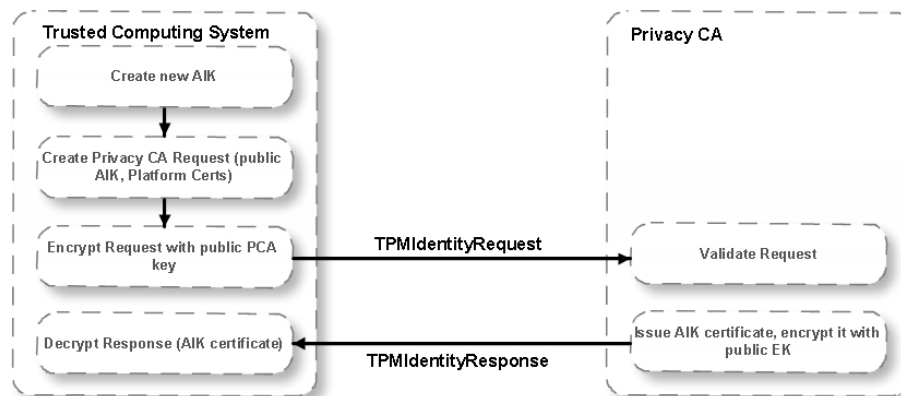 Trusted Computing System
Create new AIK
Create Privacy CA Request (public
AIK, Platform Certs)
Encrypt Request with public PCA
key
Decrypt Response (AIK certificate)
TPMIdentityRequest
TPMIdentityResponse
Privacy CA
Validate Request
Issue AIK certificate, encrypt it with
public EK